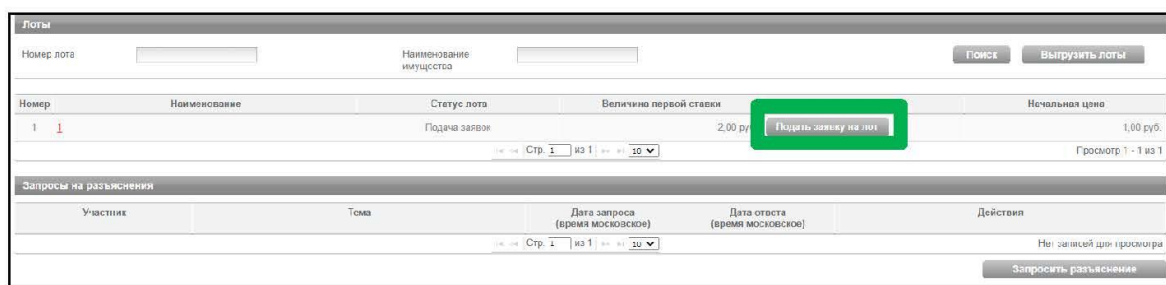 Лоты
Номер лота
Наименование
имущества
Поиск
Выгрузить лоты
Номер Наименование Статус лота Величина первой ставки Начальная цена
1 1 Подача заявок 2,00 ру Подать заявку на лот 1,00 руб.
Стр. 1 из 1 10 Просмотр 1 - 1 из 1
Запросы на разъяснения
Участник Тема Дата запроса
(время московское) Дата ответа
(время московское) Действия
Стр. 1 из 1 10 Нет записей для просмотра
Запросить разъяснение